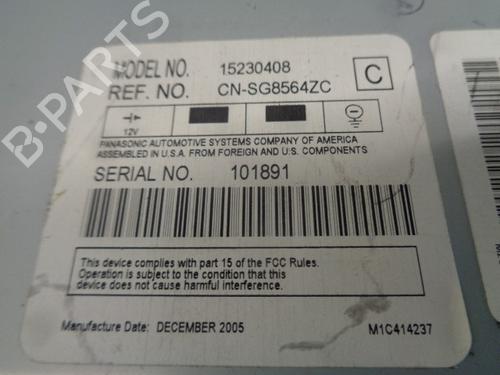 MODEL NO. 15230408
C
REF. NO. CN-SG8564ZC
12V
PANASONIC AUTOMOTIVE SYSTEMS COMPANY OF AMERICA
ASSEMBLED IN U.S.A. FROM FOREIGN AND U.S. COMPONENTS
SERIAL NO. 101891
This device complies with part 15 of the FCC Rules.
Operation is subject to the condition that this
device does not cause harmful interference.
Manufacture Date: DECEMBER 2005 M1C414237
B-PARTS